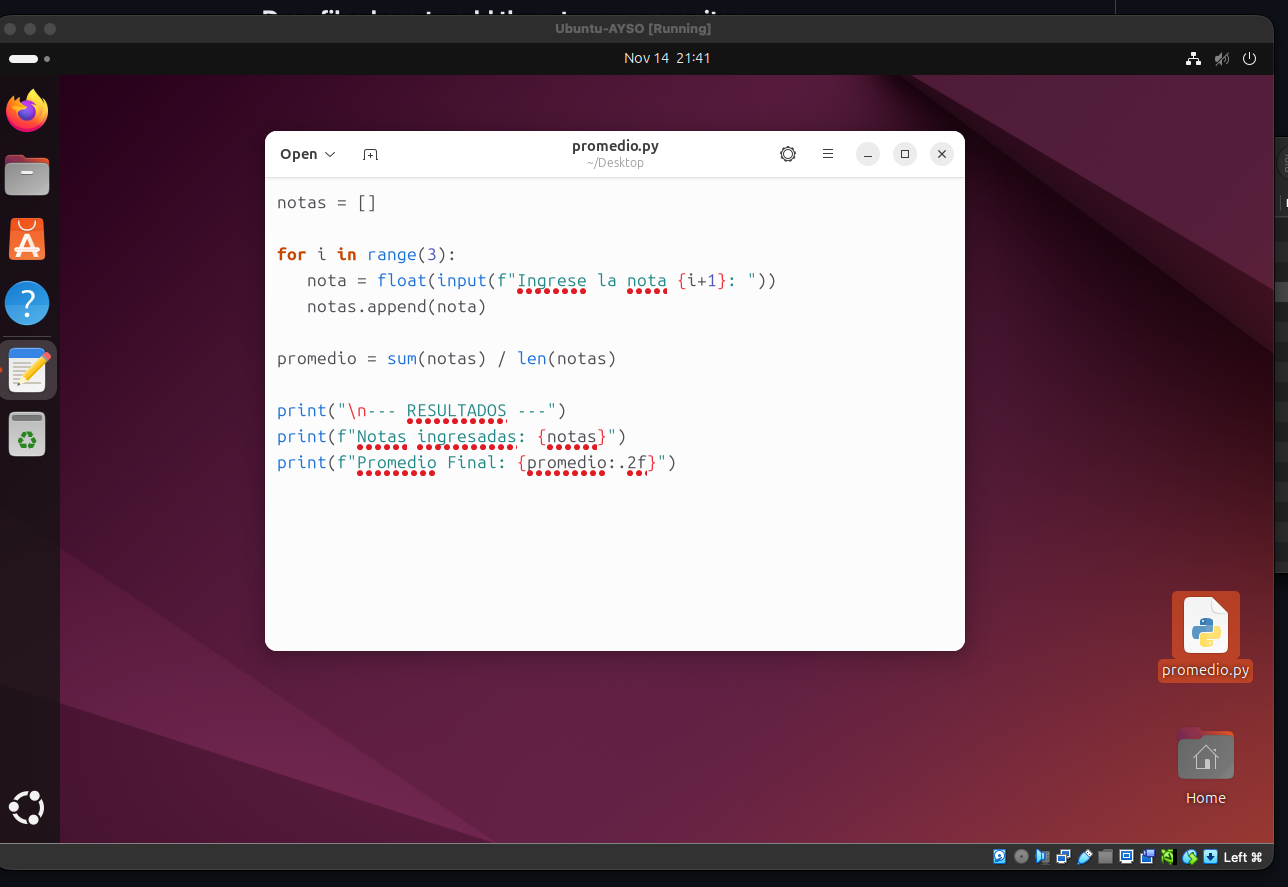 Ubuntu-AYSO [Running]
Nov 14 21:41
Open
promedio.py
~/Desktop
notas = []
for i in range(3):
   nota = float(input(f"Ingrese la nota {i+1}: "))
   notas.append(nota)
promedio = sum(notas) / len(notas)
print("\n--- RESULTADOS ---")
print(f"Notas ingresadas: {notas}")
print(f"Promedio Final: {promedio:.2f}")
promedio.py
Home
Left ⌘